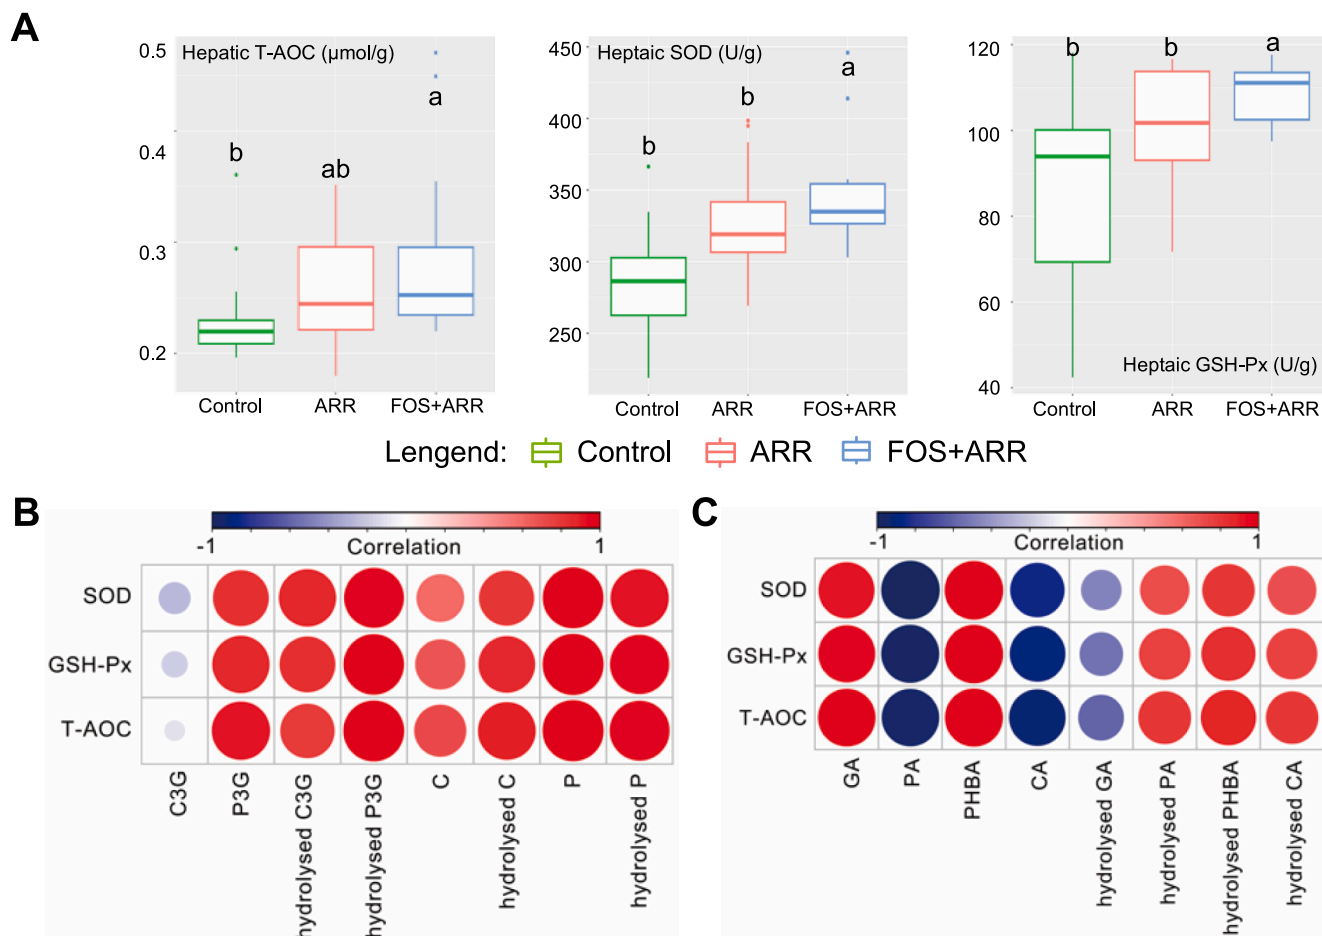 A
Hepatic T-AOC (μmol/g)
0.5
0.4
0.3
0.2
b
ab
a
Control
ARR
FOS+ARR
Heptaic SOD (U/g)
450
400
350
300
250
b
b
a
Control
ARR
FOS+ARR
120
100
80
60
40
b
b
a
Heptaic GSH-Px (U/g)
Control
ARR
FOS+ARR
Lengend: Control ARR FOS+ARR
B
-1 Correlation 1
SOD
GSH-Px
T-AOC
C3G
P3G
hydrolysed C3G
hydrolysed P3G
C
hydrolysed C
P
hydrolysed P
C
-1 Correlation 1
SOD
GSH-Px
T-AOC
GA
PA
PHBA
CA
hydrolysed GA
hydrolysed PA
hydrolysed PHBA
hydrolysed CA